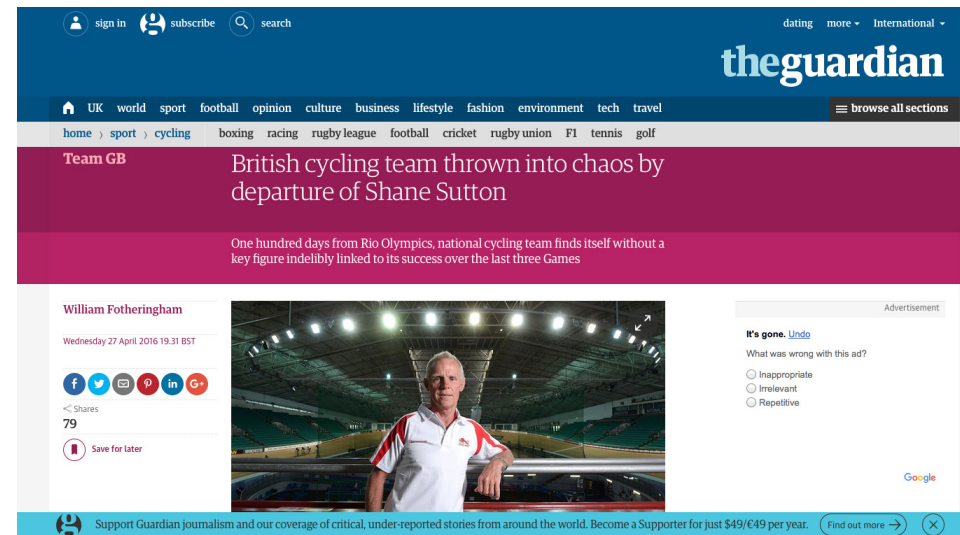 sign in subscribe search dating more International
theguardian
UK world sport football opinion culture business lifestyle fashion environment tech travel browse all sections
home › sport › cycling boxing racing rugby league football cricket rugby union F1 tennis golf
Team GB
British cycling team thrown into chaos by
departure of Shane Sutton
One hundred days from Rio Olympics, national cycling team finds itself without a
key figure indelibly linked to its success over the last three Games
William Fotheringham
Wednesday 27 April 2016 19.31 BST
Shares
79
Save for later
Advertisement
It's gone. Undo
What was wrong with this ad?
Inappropriate
Irrelevant
Repetitive
Google
Support Guardian journalism and our coverage of critical, under-reported stories from around the world. Become a Supporter for just $49/€49 per year. Find out more